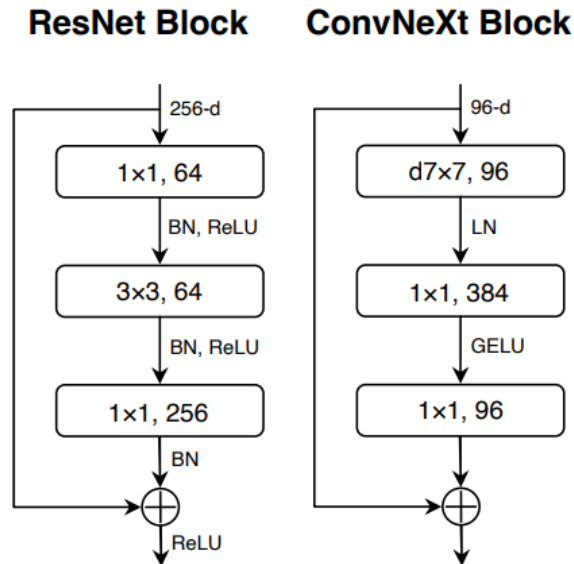 ResNet Block
256-d
1×1, 64
BN, ReLU
3×3, 64
BN, ReLU
1×1, 256
BN
ReLU
ConvNeXt Block
96-d
d7×7, 96
LN
1×1, 384
GELU
1×1, 96